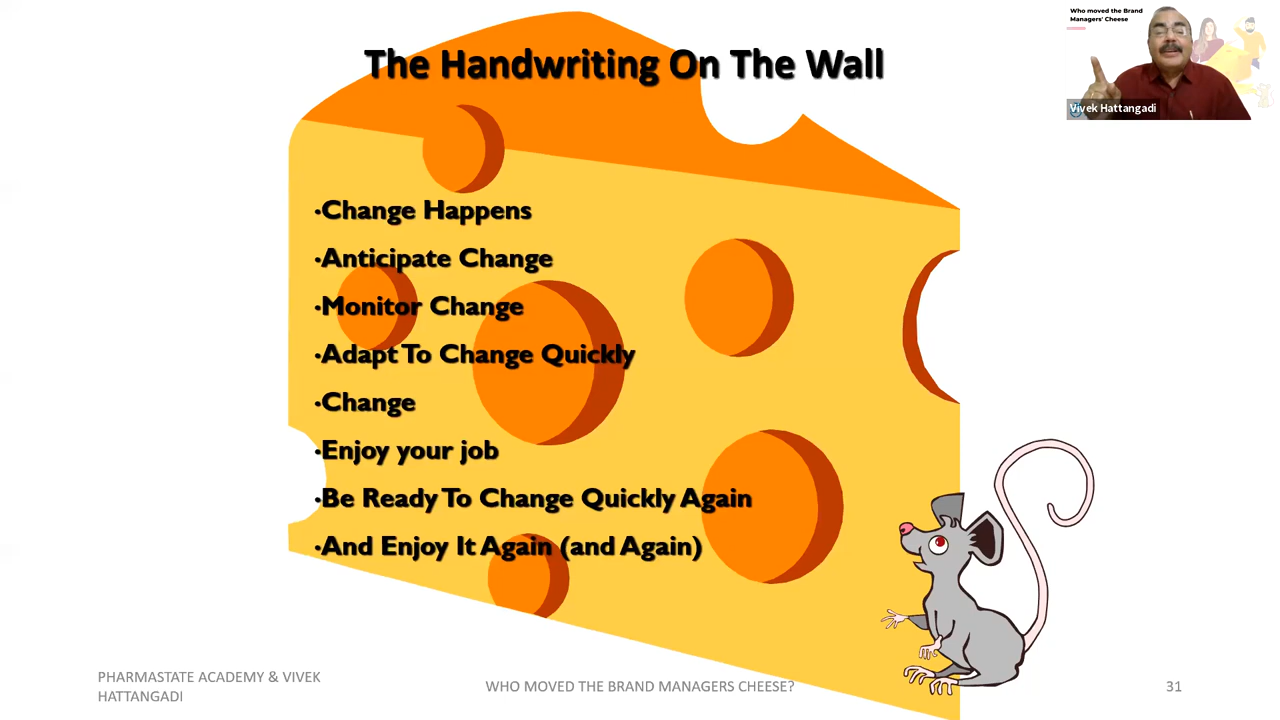 The Handwriting On The Wall
Who moved the Brand
Managers' Cheese
Vivek Hattangadi
•Change Happens
•Anticipate Change
•Monitor Change
•Adapt To Change Quickly
•Change
•Enjoy your job
•Be Ready To Change Quickly Again
•And Enjoy It Again (and Again)
PHARMASTATE ACADEMY & VIVEK
HATTANGADI
WHO MOVED THE BRAND MANAGERS CHEESE?
31